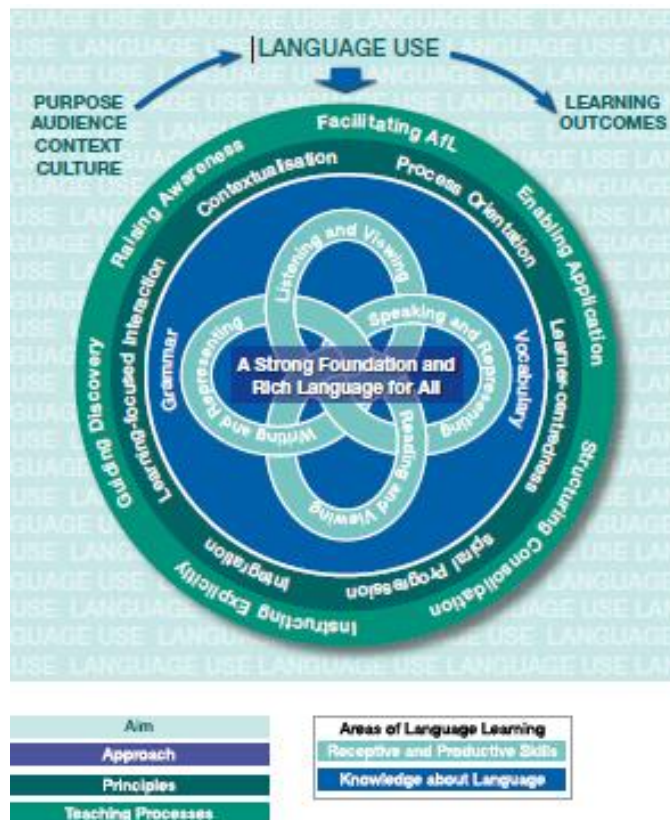 LANGUAGE USE
PURPOSE
AUDIENCE
CONTEXT
CULTURE
LEARNING
OUTCOMES
Facilitating AfL
Raising Awareness
Enabling Application
Guiding Discovery
Structuring Consolidation
Instructing Explicitly
Contextualisation
Process Orientation
Learning-focused Interaction
Learner-centredness
Integration
Spiral Progression
Grammar
Vocabulary
Listening and Viewing
Speaking and Representing
Writing and Representing
Reading and Viewing
A Strong Foundation and
Rich Language for All
Aim
Approach
Principles
Teaching Processes
Areas of Language Learning
Receptive and Productive Skills
Knowledge about Language